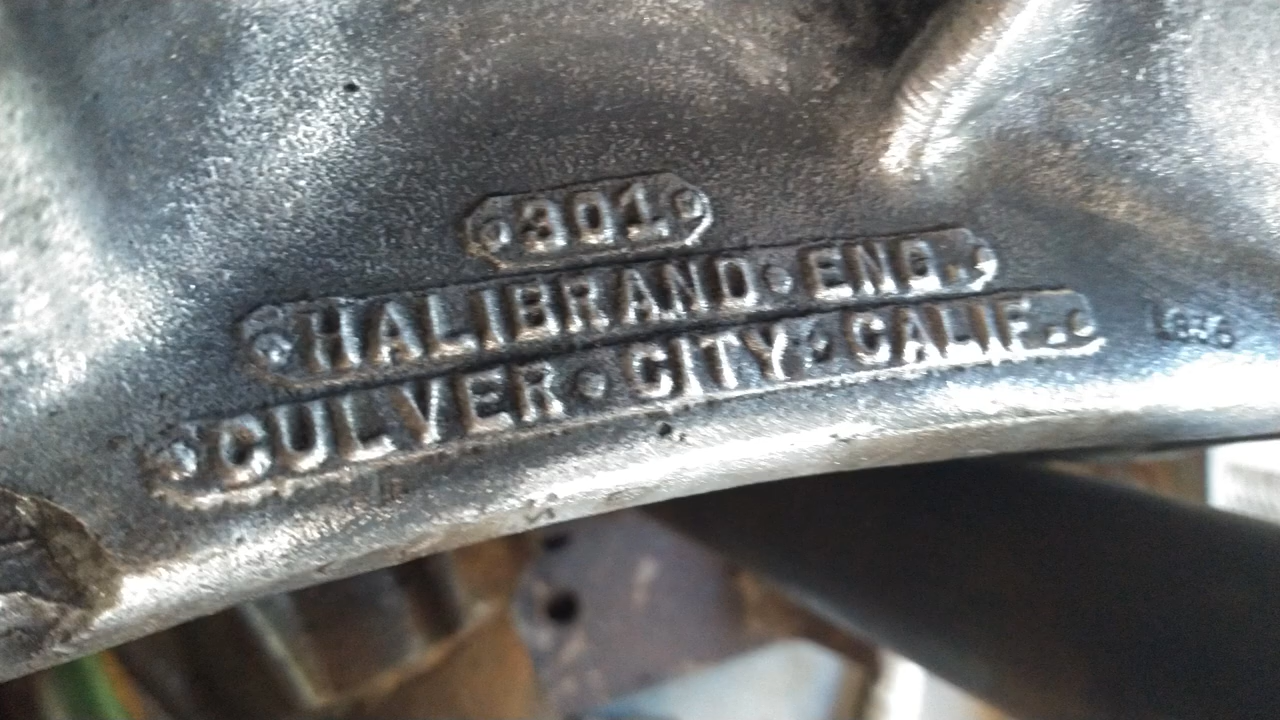 301
HALIBRAND • ENG.
CULVER • CITY • CALIF.